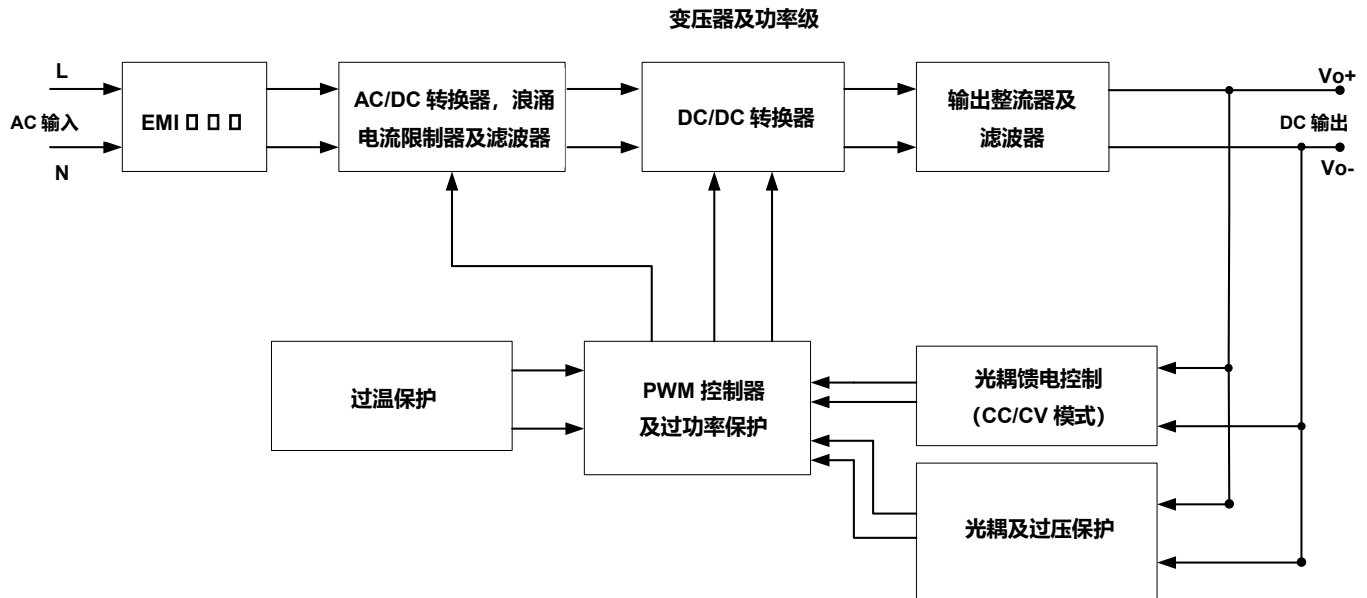 变压器及功率级
L
AC 输入
N
EMI
AC/DC 转换器，浪涌
电流限制器及滤波器
DC/DC 转换器
输出整流器及
滤波器
Vo+
DC 输出
Vo-
过温保护
PWM 控制器
及过功率保护
光耦馈电控制
（CC/CV 模式）
光耦及过压保护